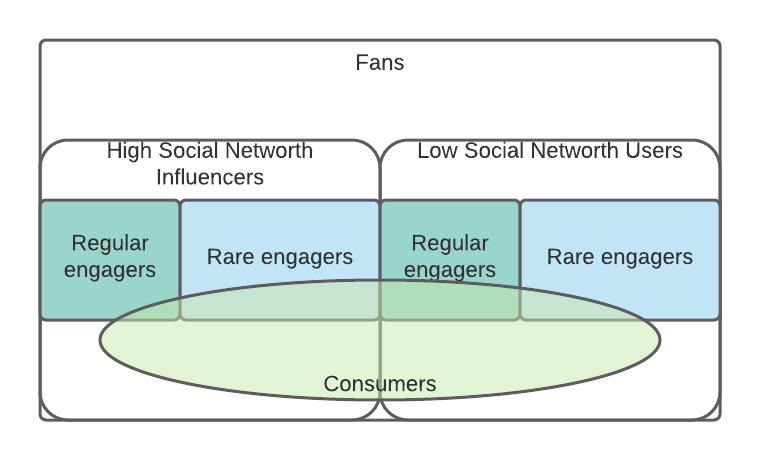 Fans
High Social Networth
Influencers
Low Social Networth Users
Regular
engagers
Rare engagers
Regular
engagers
Rare engagers
Consumers